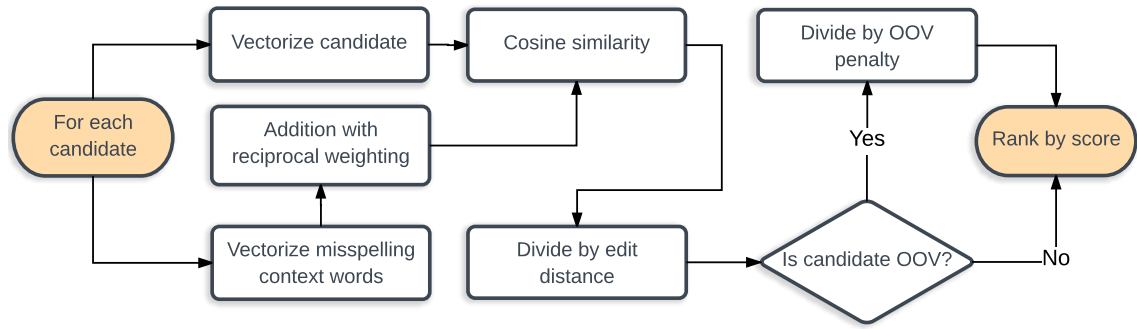 For each
candidate
Vectorize candidate
Cosine similarity
Addition with
reciprocal weighting
Vectorize misspelling
context words
Divide by edit
distance
Is candidate OOV?
Yes
No
Divide by OOV
penalty
Rank by score